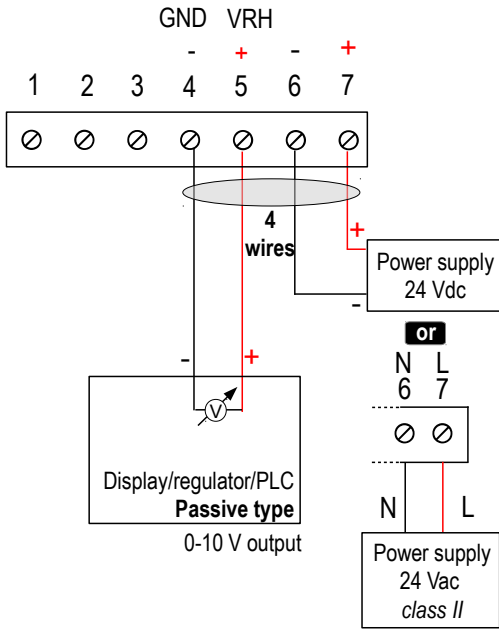 GND VRH
- + - +
1 2 3 4 5 6 7
4
wires
+
Power supply
24 Vdc
-
or
N L
6 7
- +
V
Display/regulator/PLC
Passive type
0-10 V output
N L
Power supply
24 Vac
class II